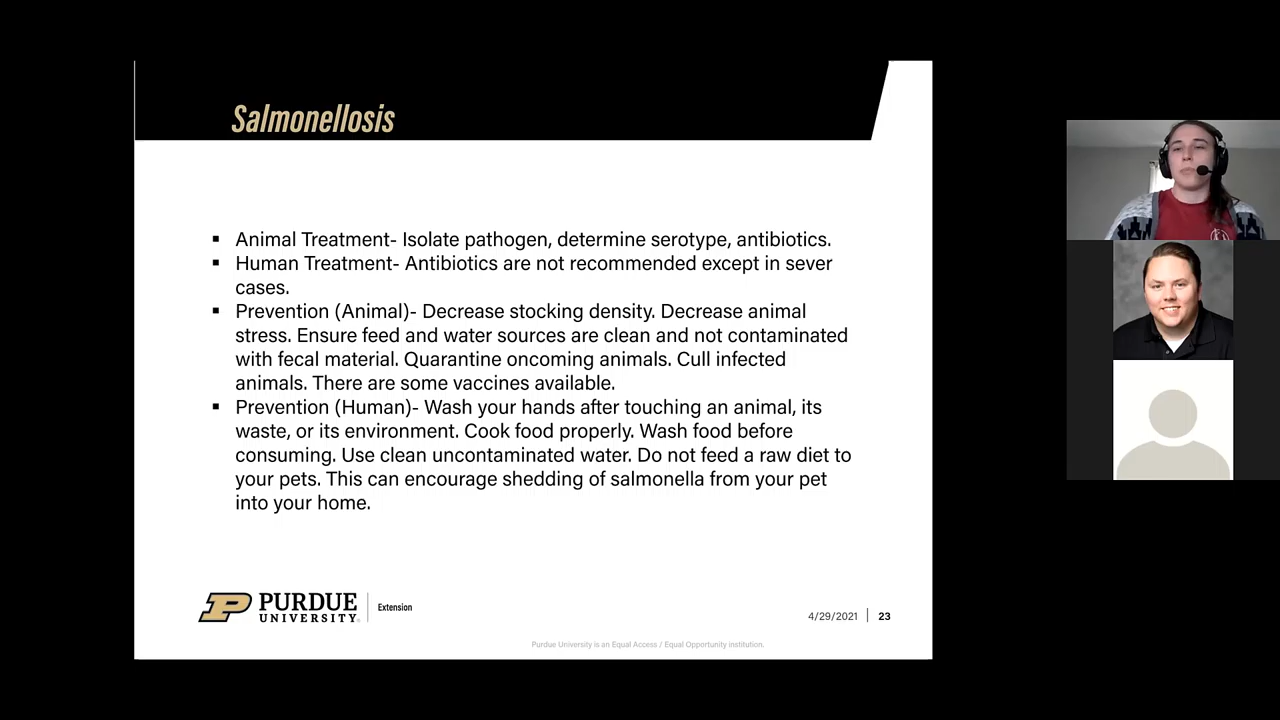 Salmonellosis
▪ Animal Treatment- Isolate pathogen, determine serotype, antibiotics.
▪ Human Treatment- Antibiotics are not recommended except in sever
cases.
▪ Prevention (Animal)- Decrease stocking density. Decrease animal
stress. Ensure feed and water sources are clean and not contaminated
with fecal material. Quarantine oncoming animals. Cull infected
animals. There are some vaccines available.
▪ Prevention (Human)- Wash your hands after touching an animal, its
waste, or its environment. Cook food properly. Wash food before
consuming. Use clean uncontaminated water. Do not feed a raw diet to
your pets. This can encourage shedding of salmonella from your pet
into your home.
P PURDUE
UNIVERSITY®
Extension
4/29/2021 | 23
Purdue University is an Equal Access / Equal Opportunity institution.